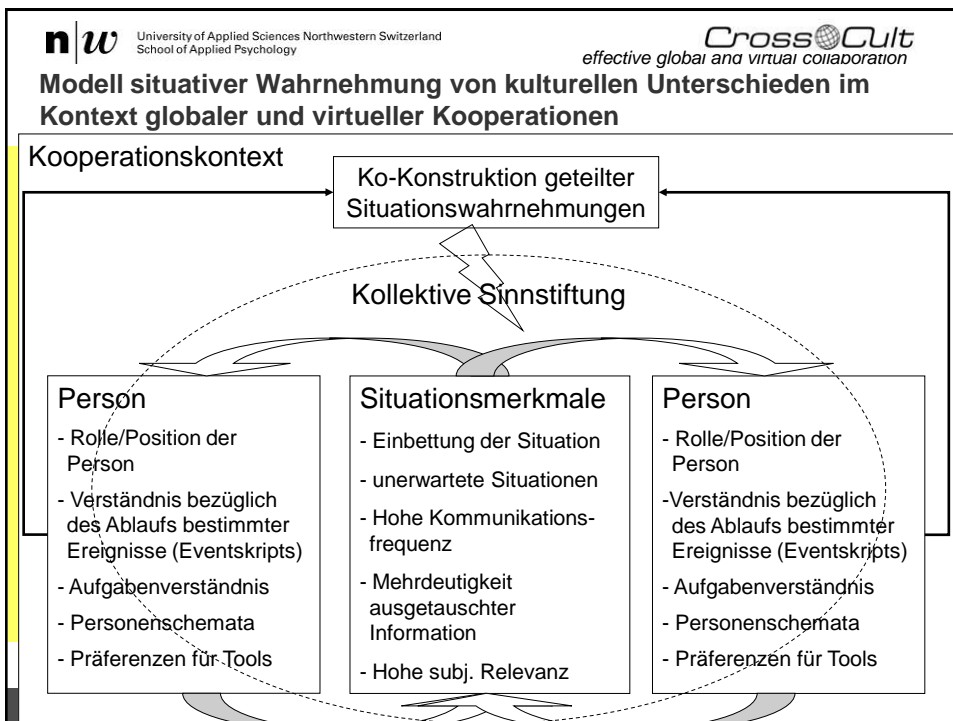 n|w
University of Applied Sciences Northwestern Switzerland
School of Applied Psychology
Cross Cult
effective global and virtual collaboration
Modell situativer Wahrnehmung von kulturellen Unterschieden im
Kontext globaler und virtueller Kooperationen
Kooperationskontext
Ko-Konstruktion geteilter
Situationswahrnehmungen
Kollektive Sinnstiftung
Person
- Rolle/Position der
Person
- Verständnis bezüglich
des Ablaufs bestimmter
Ereignisse (Eventskripts)
- Aufgabenverständnis
- Personenschemata
- Präferenzen für Tools
Situationsmerkmale
- Einbettung der Situation
- unerwartete Situationen
- Hohe Kommunikations-
frequenz
- Mehrdeutigkeit
ausgetauschter
Information
- Hohe subj. Relevanz
Person
- Rolle/Position der
Person
-Verständnis bezüglich
des Ablaufs bestimmter
Ereignisse (Eventskripts)
- Aufgabenverständnis
- Personenschemata
- Präferenzen für Tools